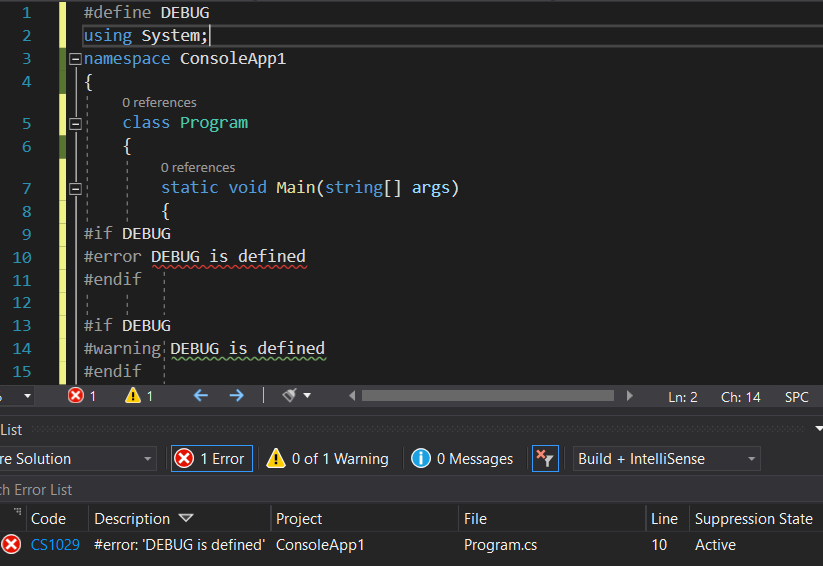 1 #define DEBUG
2 using System;
3 namespace ConsoleApp1
4 {
0 references
5 class Program
6 {
0 references
7 static void Main(string[] args)
8 {
9 #if DEBUG
10 #error DEBUG is defined
11 #endif
12
13 #if DEBUG
14 #warning DEBUG is defined
15 #endif
1 1 Ln: 2 Ch: 14 SPC
List
re Solution 1 Error 0 of 1 Warning 0 Messages Build + IntelliSense
ch Error List
Code Description Project File Line Suppression State
CS1029 #error: 'DEBUG is defined' ConsoleApp1 Program.cs 10 Active